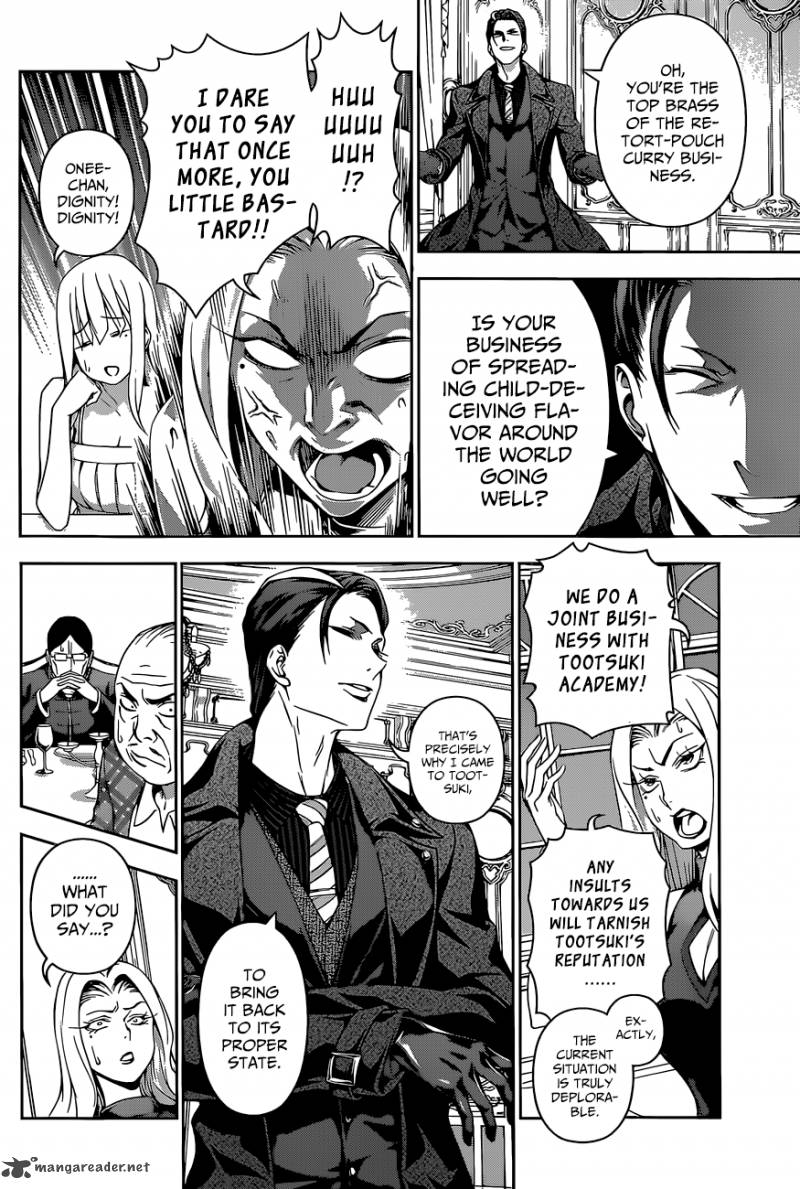 OH,
YOU'RE THE
TOP BRASS
OF THE RE-
TORT-POUCH
CURRY BUSI-
NESS.
IS YOUR
BUSINESS
OF SPREAD-
ING CHILD-DE-
CEIVING FLA-
VOR AROUND
THE WORLD
GOING
WELL?
HUU
UUUU
UUH
!?
I DARE
YOU TO SAY
THAT ONCE
MORE, YOU
LITTLE BAS-
TARD!!
ONEE-
CHAN,
DIGNITY!
DIGNITY!
WE DO A
JOINT BUSI-
NESS WITH
TOOTSUKI
ACADEMY!
ANY
INSULTS
TOWARDS US
WILL TARNISH
TOOTSUKI'S
REPUTATION
......
EX-
ACTLY,
THE
CURRENT
SITUATION
IS TRULY
DEPLOR-
ABLE.
THAT'S
PRECISELY
WHY I CAME
TO TOOT-
SUKI,
TO
BRING
IT BACK
TO ITS
PROPER
STATE.
......
WHAT
DID YOU
SAY...?
mangareader.net